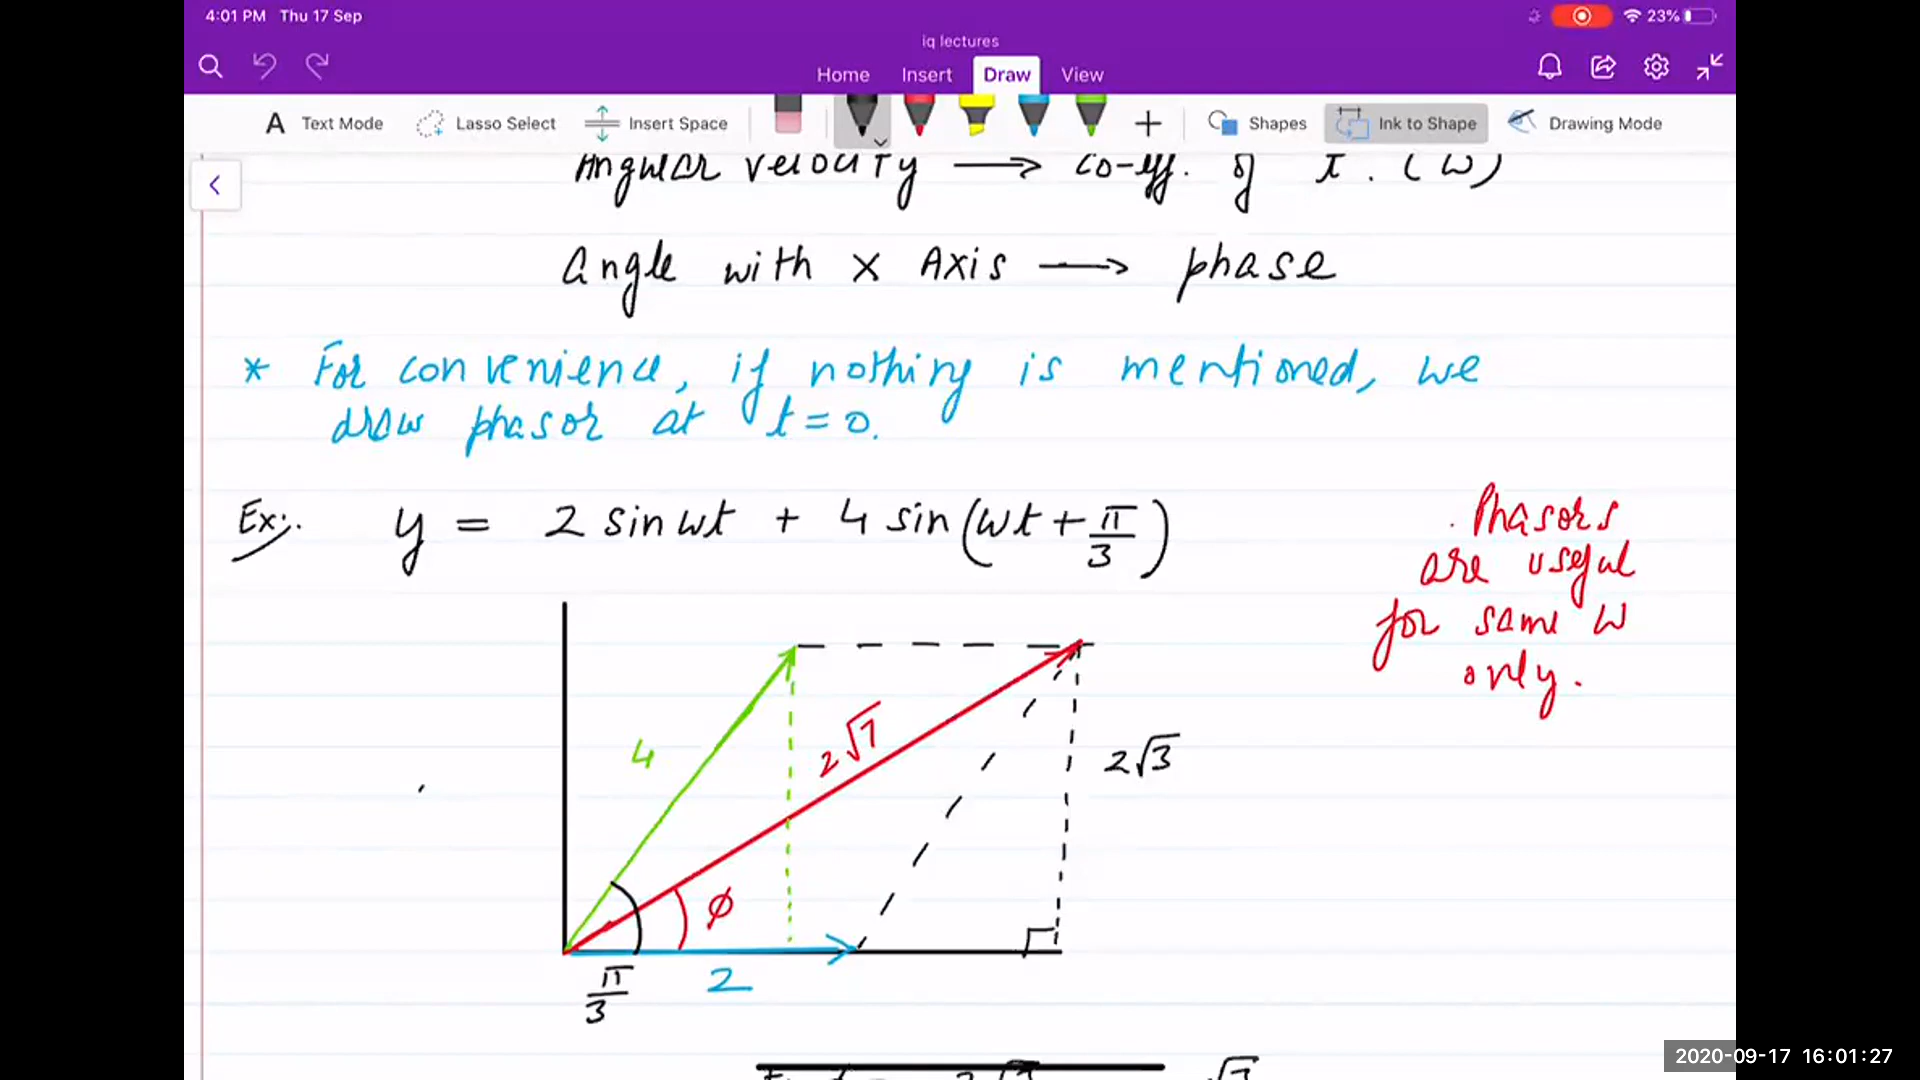 4:01 PM Thu 17 Sep
23%
iq lectures
Home Insert Draw View
A Text Mode Lasso Select Insert Space Shapes Ink to Shape Drawing Mode
Angular velocity → co-eff. of t. (ω)
Angle with X Axis → phase
* For convenience, if nothing is mentioned, we
draw phasor at t = 0.
Ex:. y = 2 sin ωt + 4 sin (ωt + π/3)
Phasors
are useful
for same ω
only.
4
2√7
2√3
φ
π/3
2
2020-09-17 16:01:27